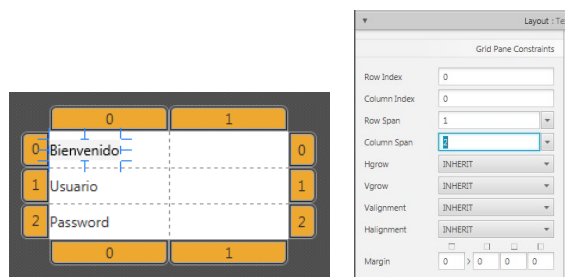 0 1
0 Bienvenido 0
1 Usuario 1
2 Password 2
0 1
Layout : Te
Grid Pane Constraints
Row Index 0
Column Index 0
Row Span 1
Column Span 2
Hgrow INHERIT
Vgrow INHERIT
Valignment INHERIT
Halignment INHERIT
Margin 0 > 0 0 0